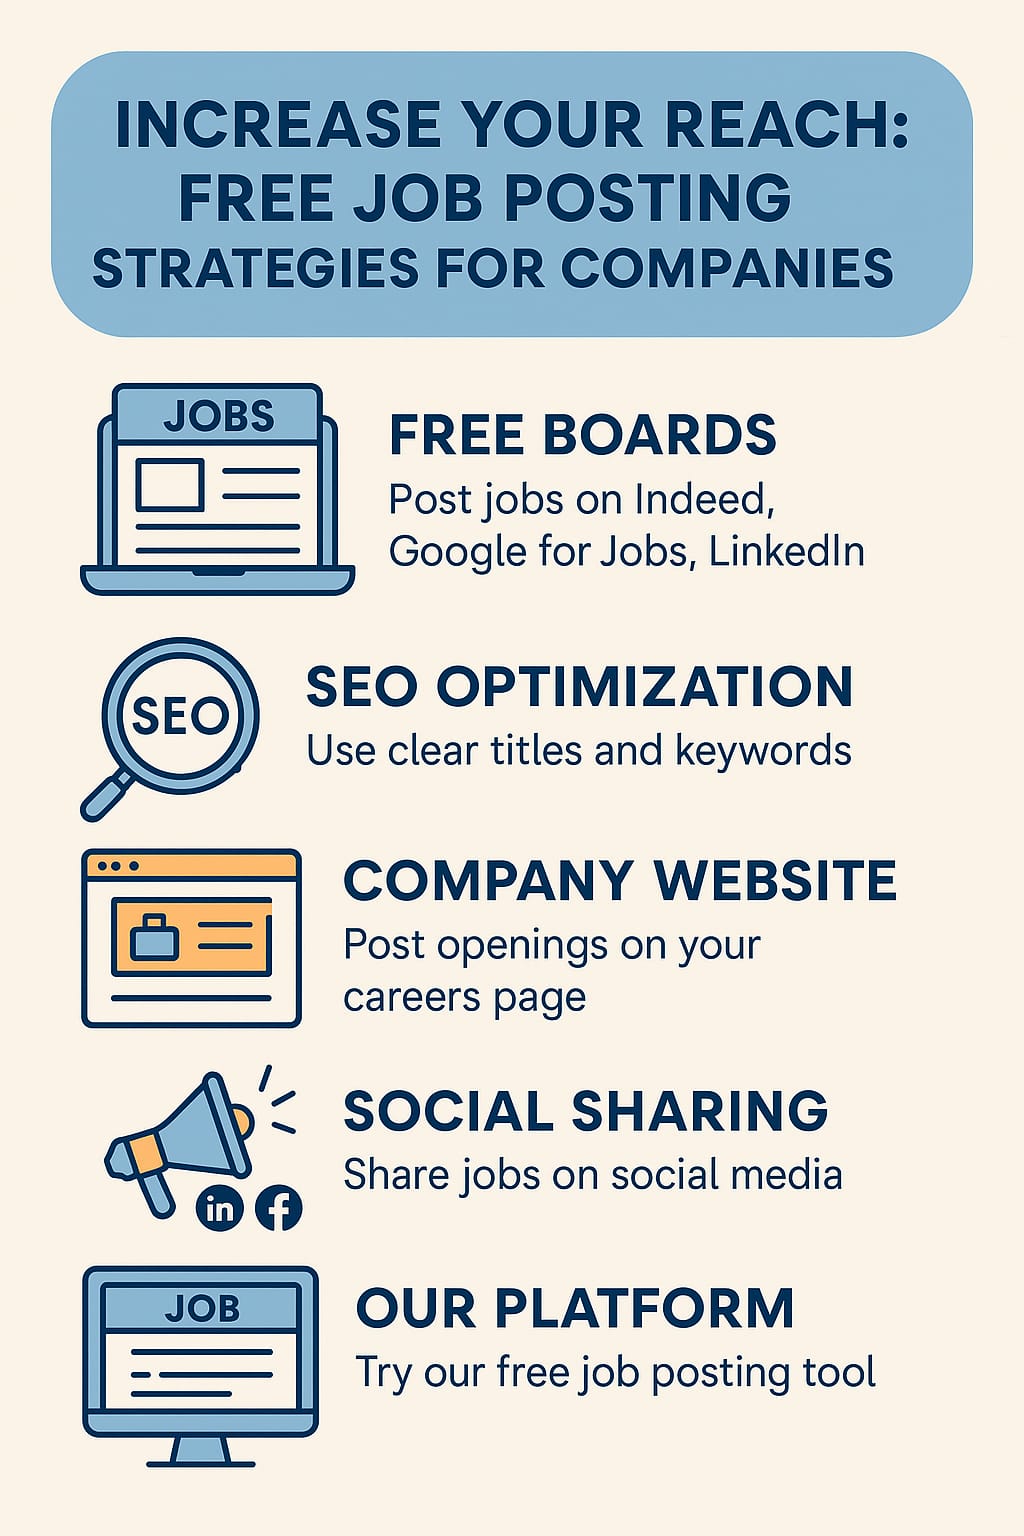 INCREASE YOUR REACH:
FREE JOB POSTING
STRATEGIES FOR COMPANIES
JOBS
FREE BOARDS
Post jobs on Indeed,
Google for Jobs, LinkedIn
SEO
SEO OPTIMIZATION
Use clear titles and keywords
COMPANY WEBSITE
Post openings on your
careers page
SOCIAL SHARING
Share jobs on social media
in f
JOB
OUR PLATFORM
Try our free job posting tool